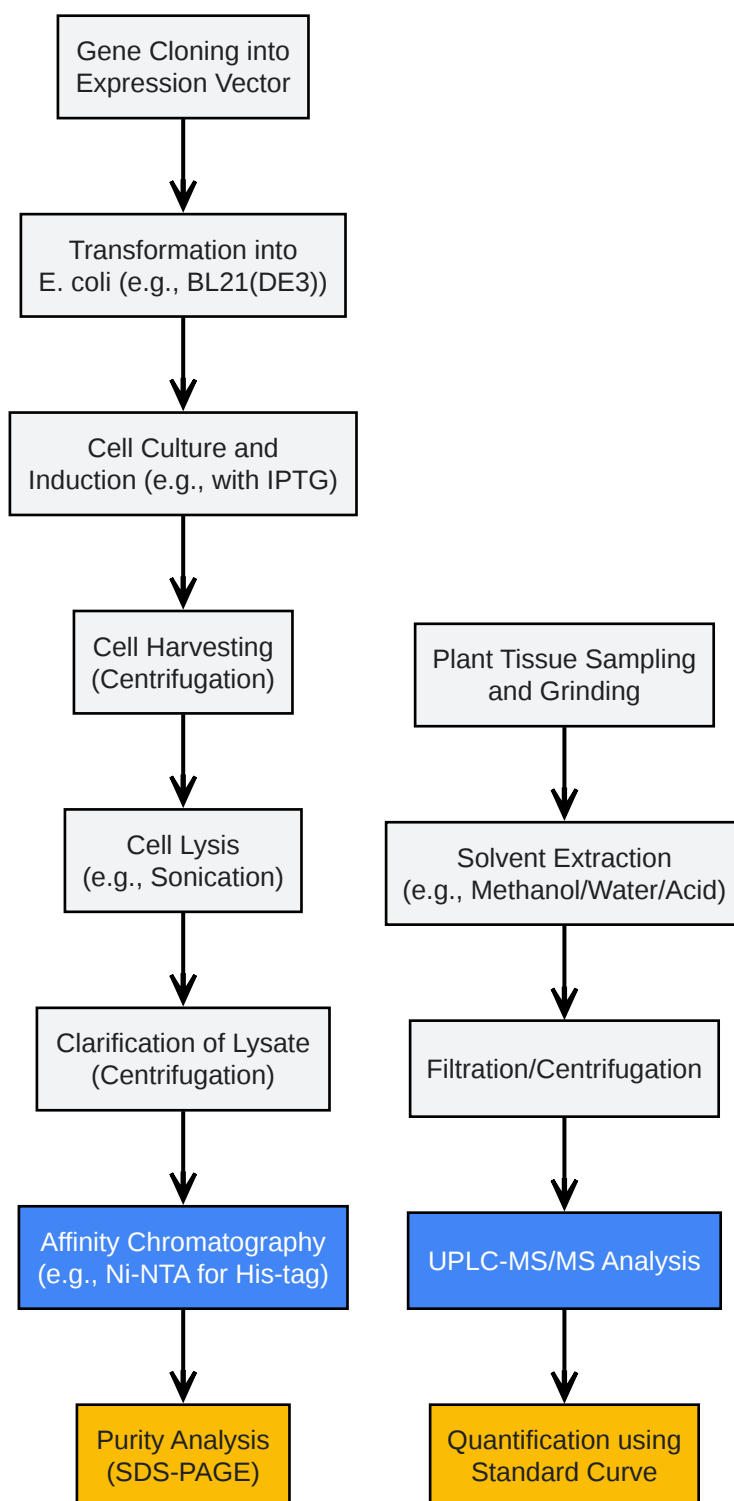 Gene Cloning into
Expression Vector
Transformation into
E. coli (e.g., BL21(DE3))
Cell Culture and
Induction (e.g., with IPTG)
Cell Harvesting
(Centrifugation)
Cell Lysis
(e.g., Sonication)
Clarification of Lysate
(Centrifugation)
Affinity Chromatography
(e.g., Ni-NTA for His-tag)
Purity Analysis
(SDS-PAGE)
Plant Tissue Sampling
and Grinding
Solvent Extraction
(e.g., Methanol/Water/Acid)
Filtration/Centrifugation
UPLC-MS/MS Analysis
Quantification using
Standard Curve